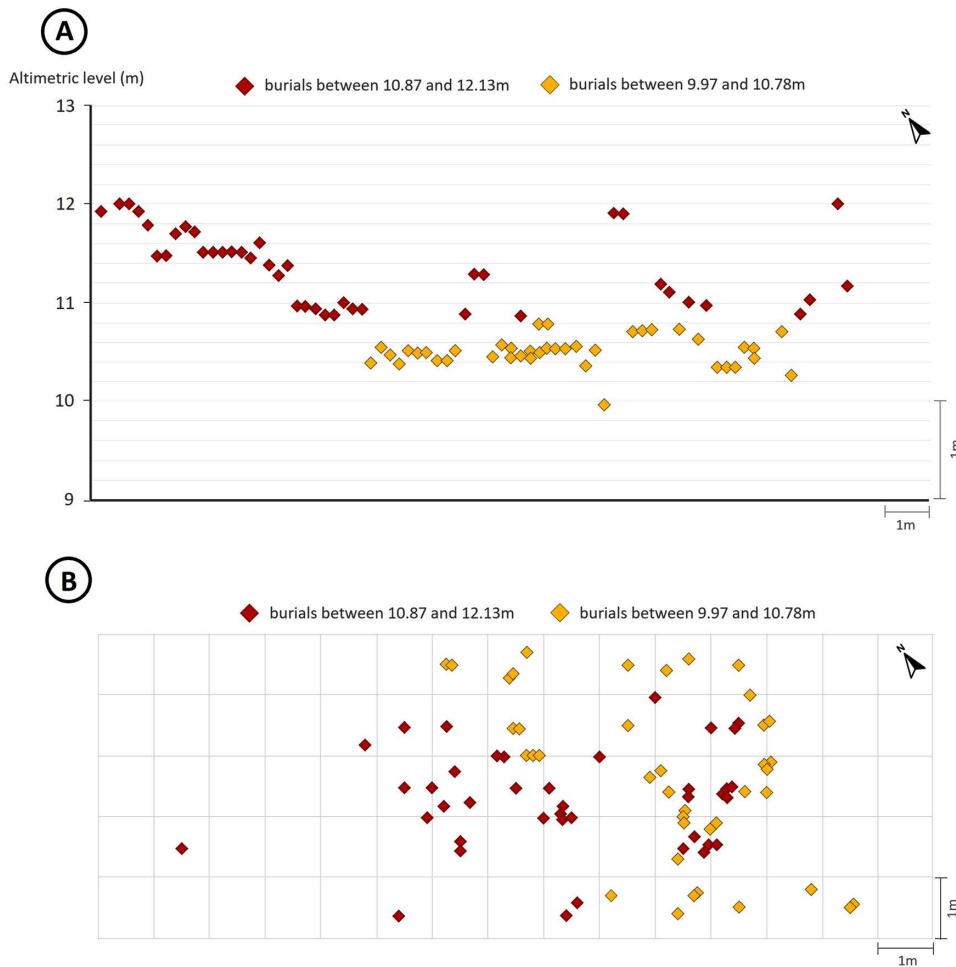 A
Altimetric level (m)
burials between 10.87 and 12.13m
burials between 9.97 and 10.78m
13
N
12
11
10
1m
9
1m
B
burials between 10.87 and 12.13m
burials between 9.97 and 10.78m
N
1m
1m